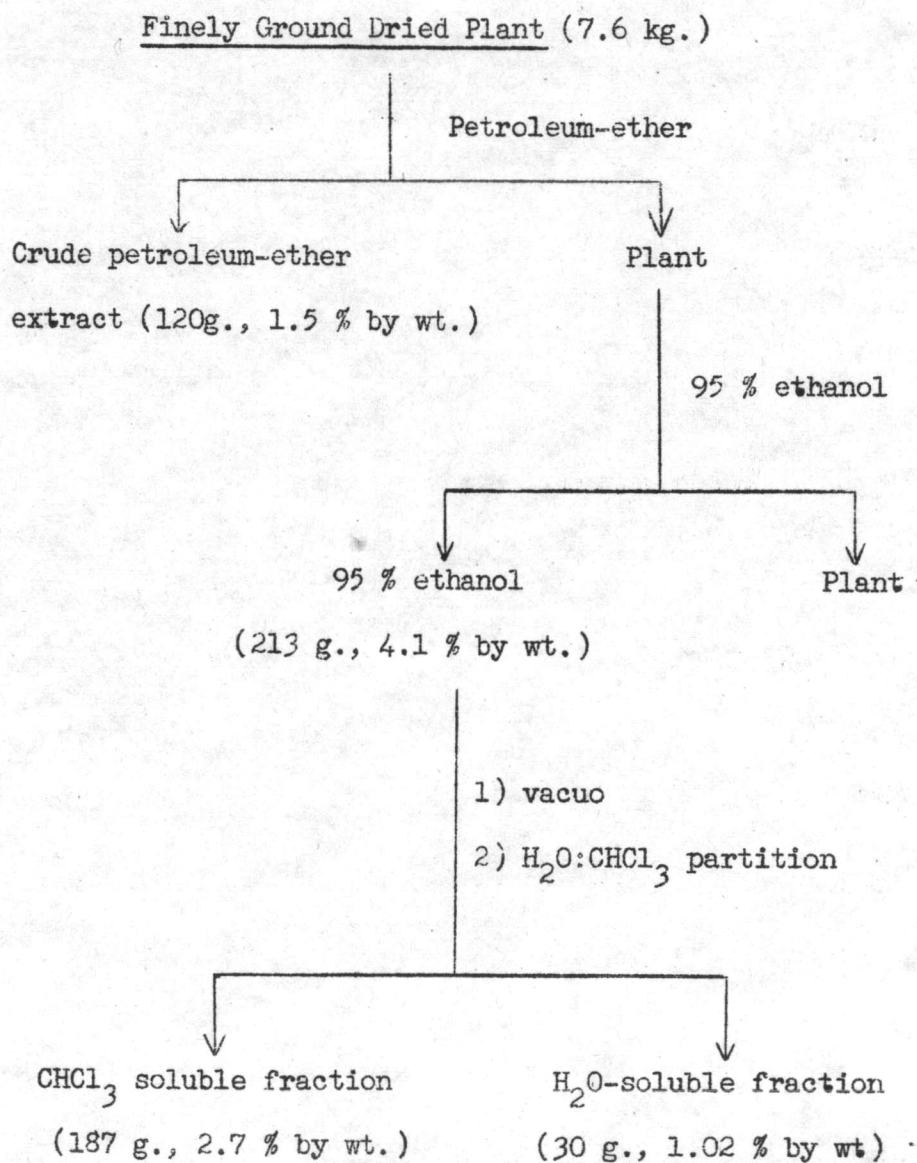 Finely Ground Dried Plant (7.6 kg.)
Petroleum-ether
Crude petroleum-ether
extract (120g., 1.5 % by wt.)
Plant
95 % ethanol
95 % ethanol
(213 g., 4.1 % by wt.)
Plant
1) vacuo
2) H₂O:CHCl₃ partition
CHCl₃ soluble fraction
(187 g., 2.7 % by wt.)
H₂O-soluble fraction
(30 g., 1.02 % by wt)